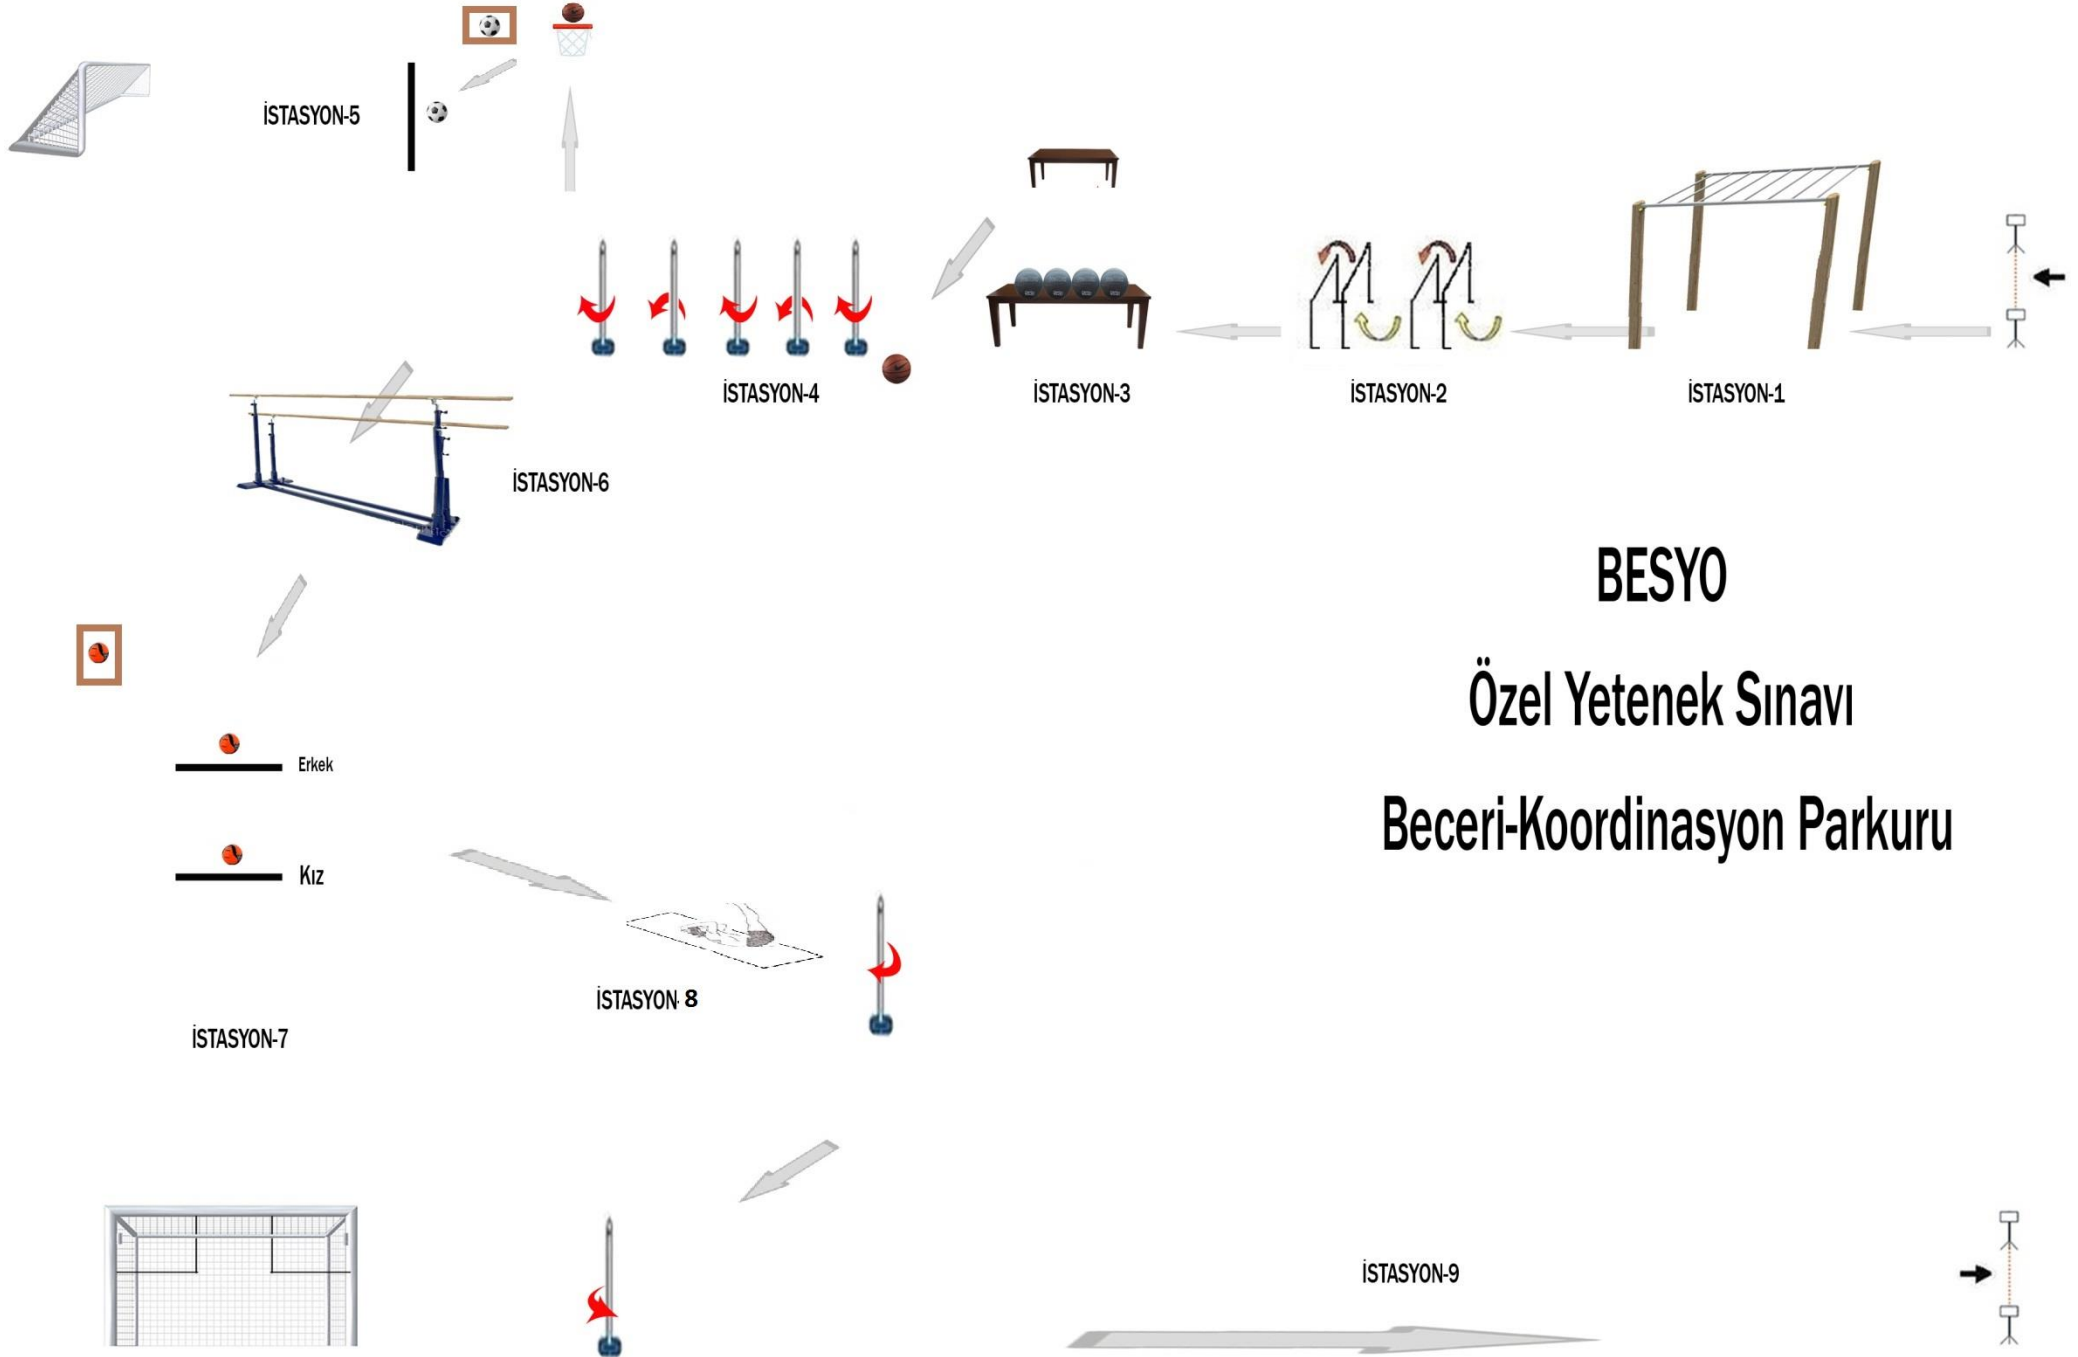 İSTASYON-5
İSTASYON-4
İSTASYON-3
İSTASYON-2
İSTASYON-1
İSTASYON-6
BESYO
Özel Yetenek Sınavı
Beceri-Koordinasyon Parkuru
Erkek
Kız
İSTASYON-8
İSTASYON-7
İSTASYON-9